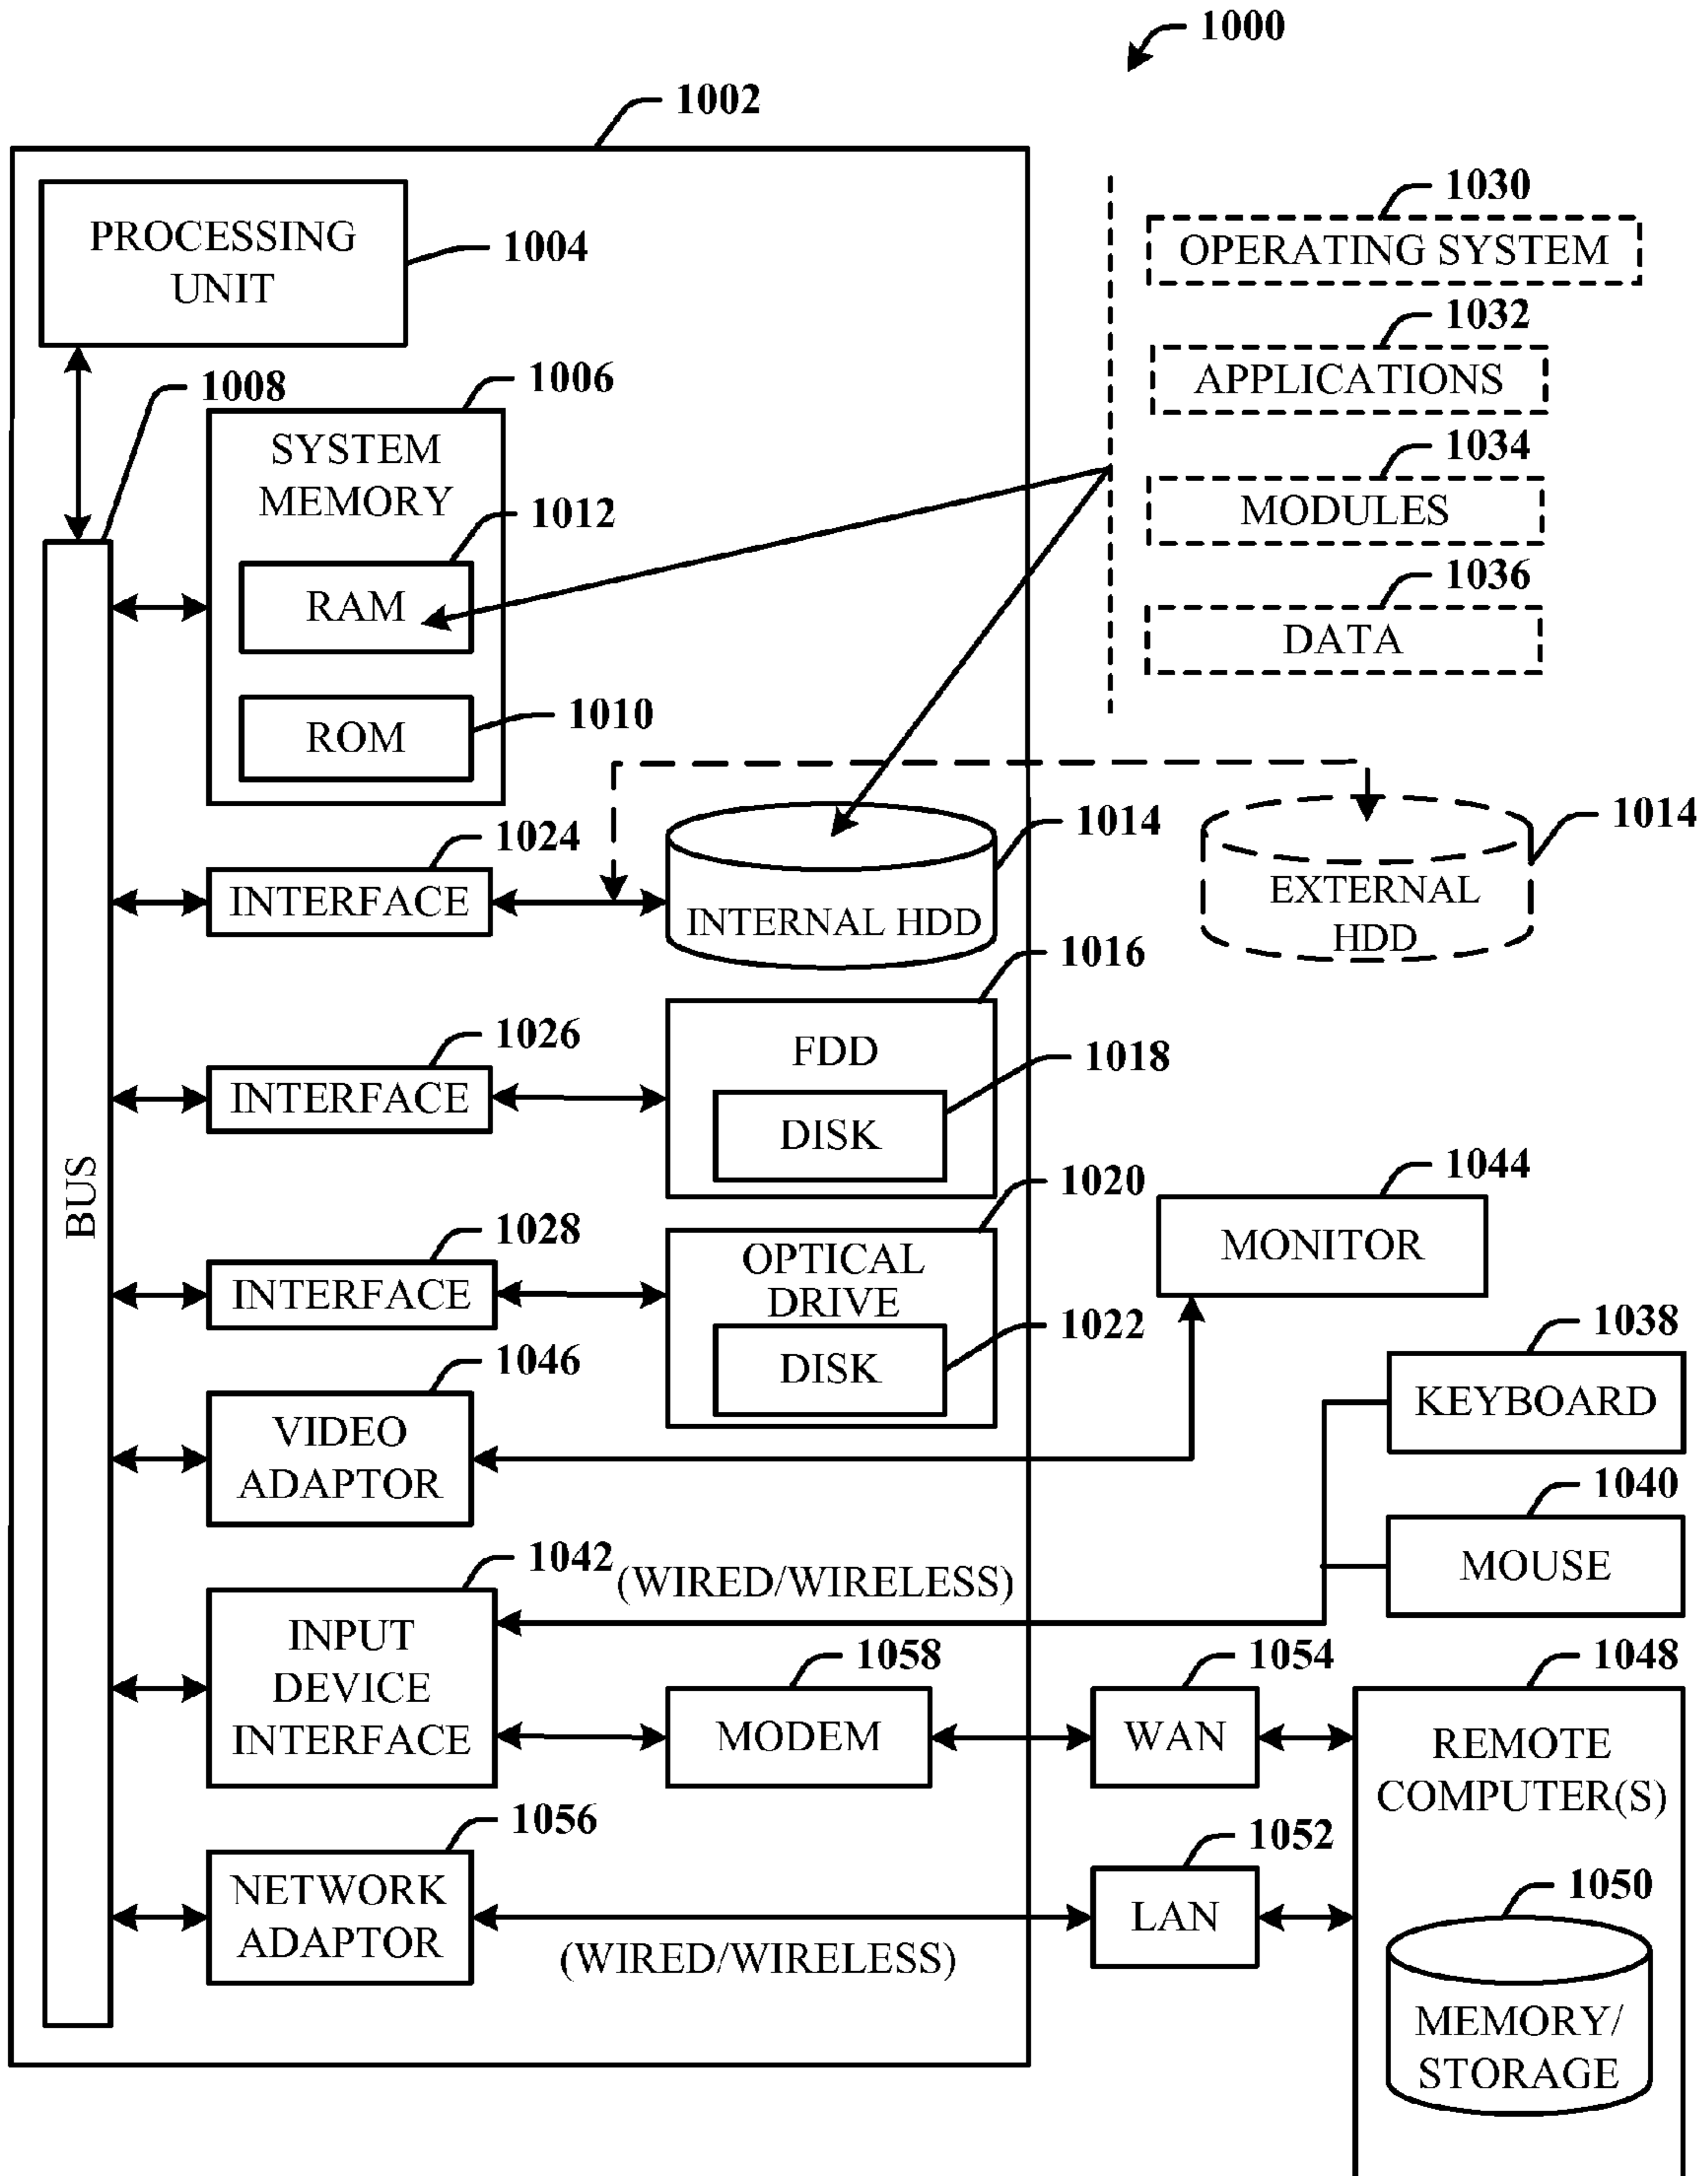 1000
1002
PROCESSING
UNIT
1004
1030
OPERATING SYSTEM
1032
APPLICATIONS
1034
MODULES
1036
DATA
1008
1006
SYSTEM
MEMORY
1012
RAM
1010
ROM
1024
INTERFACE
1014
INTERNAL HDD
1014
EXTERNAL
HDD
1016
FDD
1026
INTERFACE
1018
DISK
BUS
1020
OPTICAL
DRIVE
1028
INTERFACE
1022
DISK
1044
MONITOR
1038
KEYBOARD
1046
VIDEO
ADAPTOR
1040
MOUSE
1042
(WIRED/WIRELESS)
INPUT
DEVICE
INTERFACE
1058
MODEM
1054
WAN
1048
REMOTE
COMPUTER(S)
1056
NETWORK
ADAPTOR
(WIRED/WIRELESS)
1052
LAN
1050
MEMORY/
STORAGE